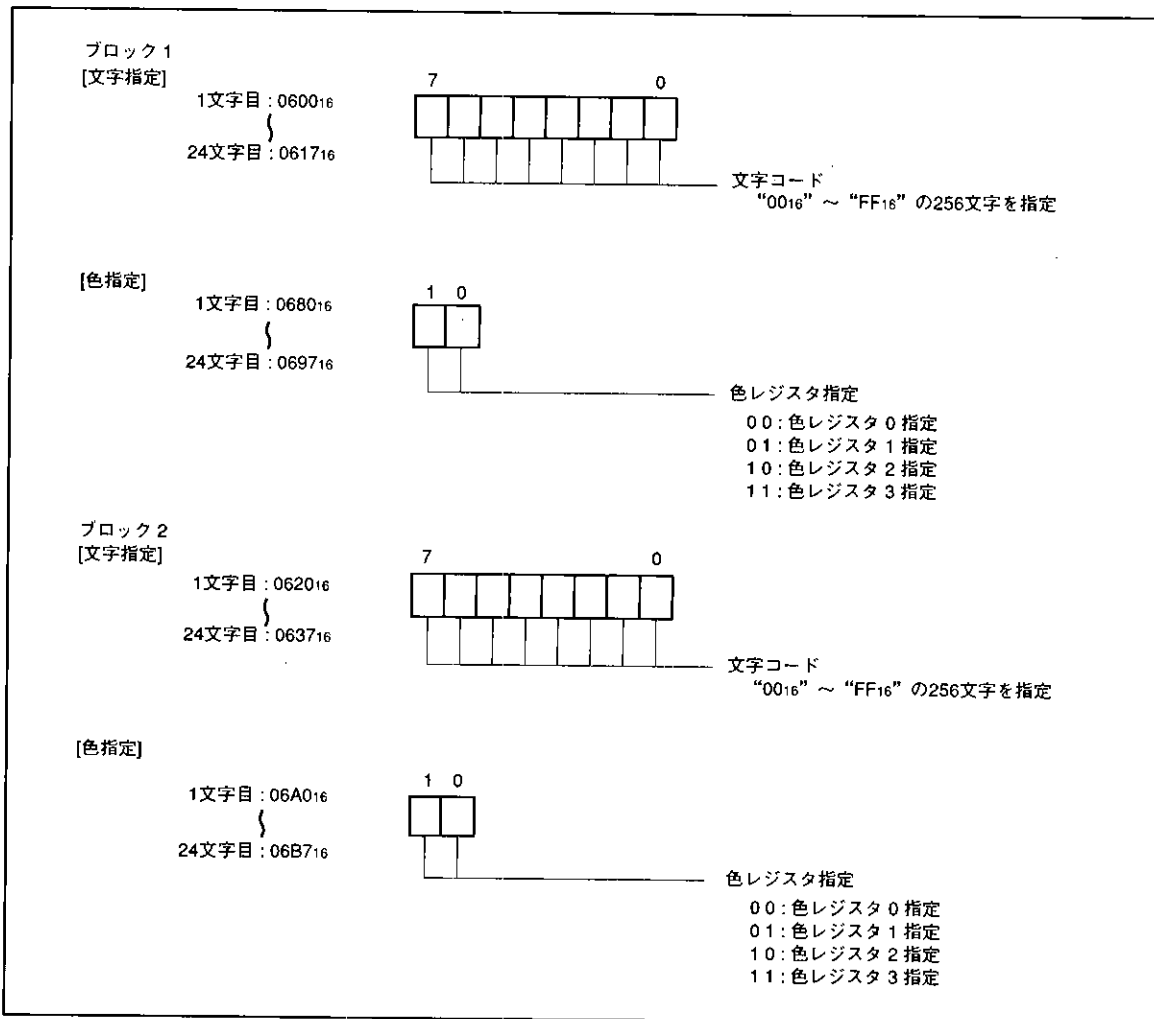 ブロック1
[文字指定]
7 0
1文字目 : 060016
24文字目 : 061716
文字コード
“0016” ～ “FF16” の256文字を指定
[色指定]
1 0
1文字目 : 068016
24文字目 : 069716
色レジスタ指定
00 : 色レジスタ0指定
01 : 色レジスタ1指定
10 : 色レジスタ2指定
11 : 色レジスタ3指定
ブロック2
[文字指定]
7 0
1文字目 : 062016
24文字目 : 063716
文字コード
“0016” ～ “FF16” の256文字を指定
[色指定]
1 0
1文字目 : 06A016
24文字目 : 06B716
色レジスタ指定
00 : 色レジスタ0指定
01 : 色レジスタ1指定
10 : 色レジスタ2指定
11 : 色レジスタ3指定